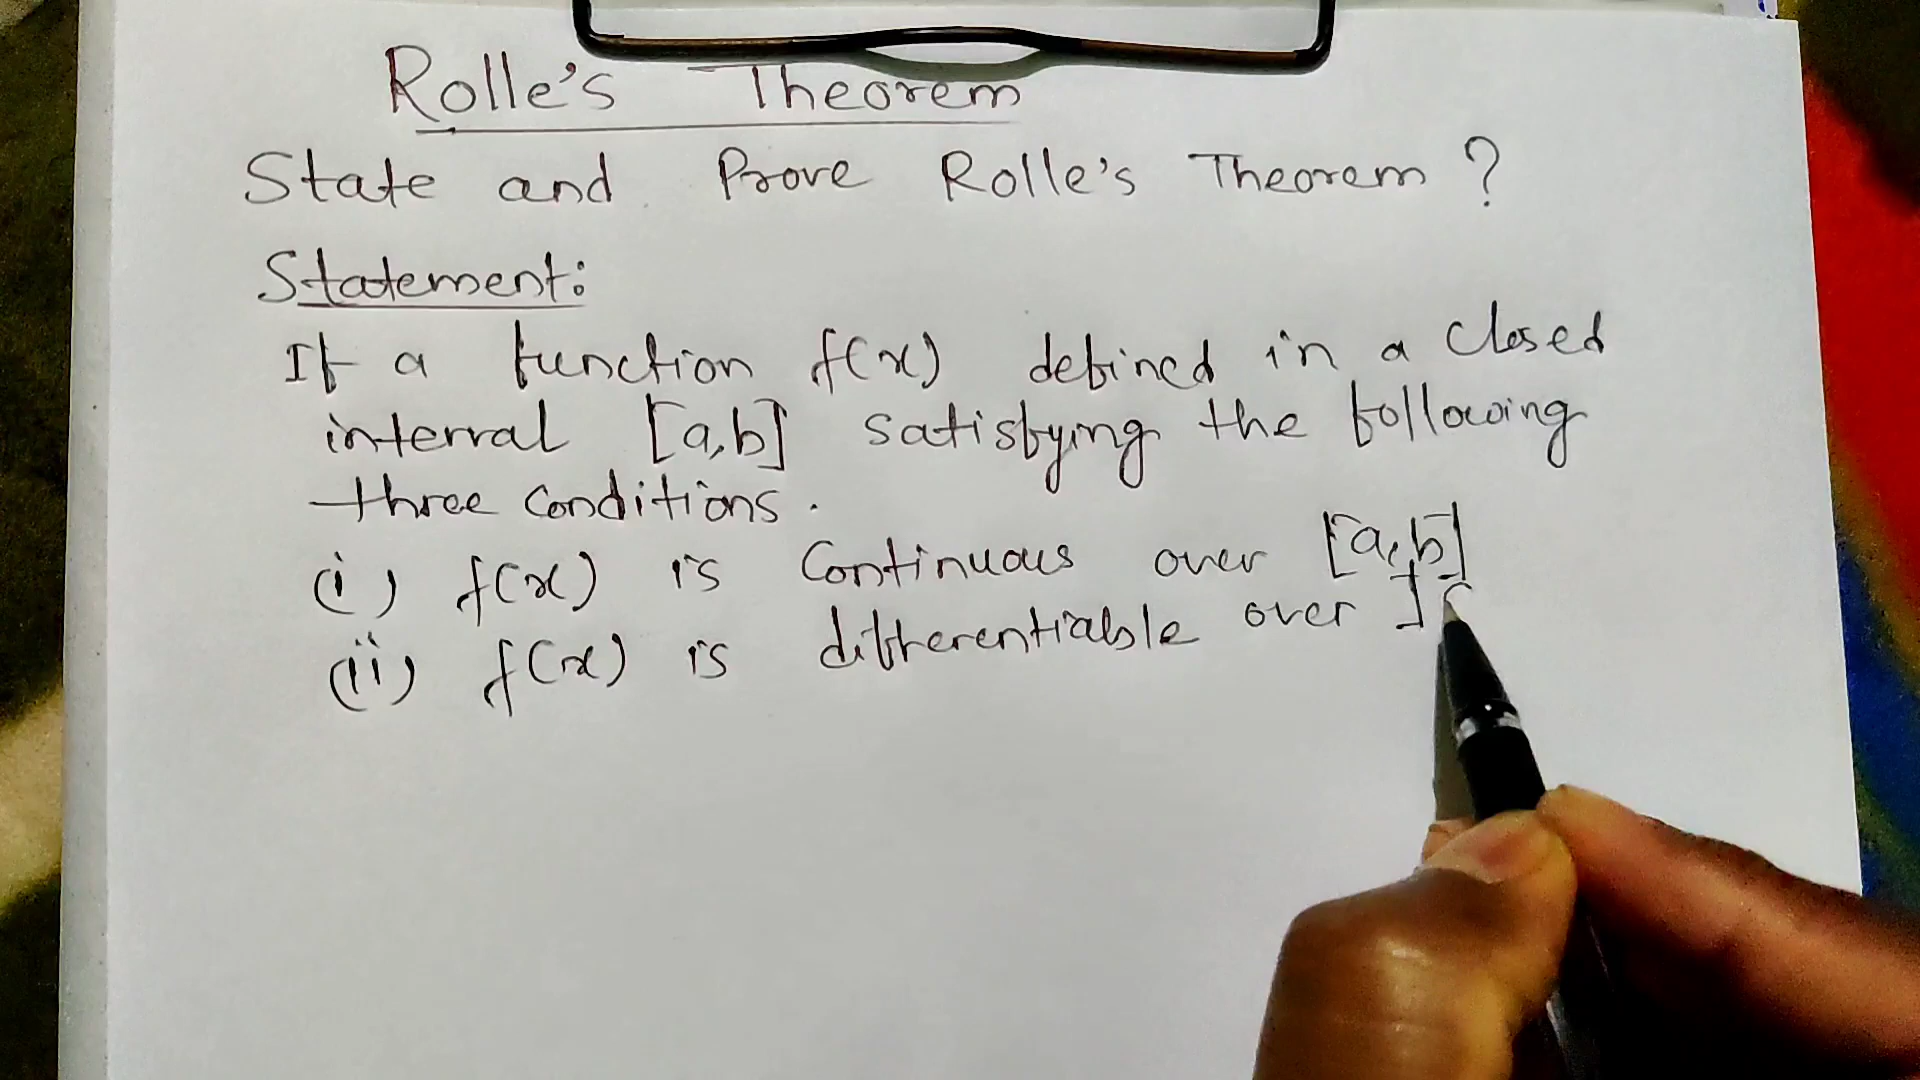 Rolle's Theorem
State and Prove Rolle's Theorem ?
Statement:
If a function f(x) defined in a closed
interval [a,b] satisfying the following
three conditions.
(i) f(x) is continuous over [a,b]
(ii) f(x) is differentiable over ]